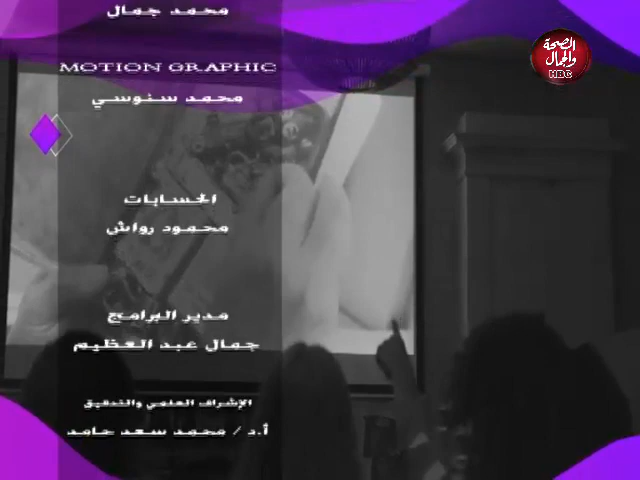 محمد جمال
MOTION GRAPHIC
محمد سنوسي
الحسابات
محمود رواش
مدير البرامج
جمال عبد العظيم
الإشراف العلمي والتدقيق
أ.د / محمد سعد حامد
الصحة
والجمال
HBC